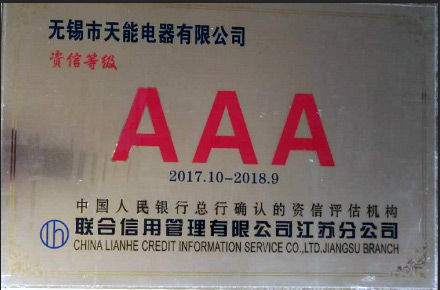 无锡市天能电器有限公司
资信等级
AAA
2017.10-2018.9
中国人民银行总行确认的资信评估机构
联合信用管理有限公司江苏分公司
CHINA LIANHE CREDIT INFORMATION SERVICE CO.,LTD.JIANGSU BRANCH